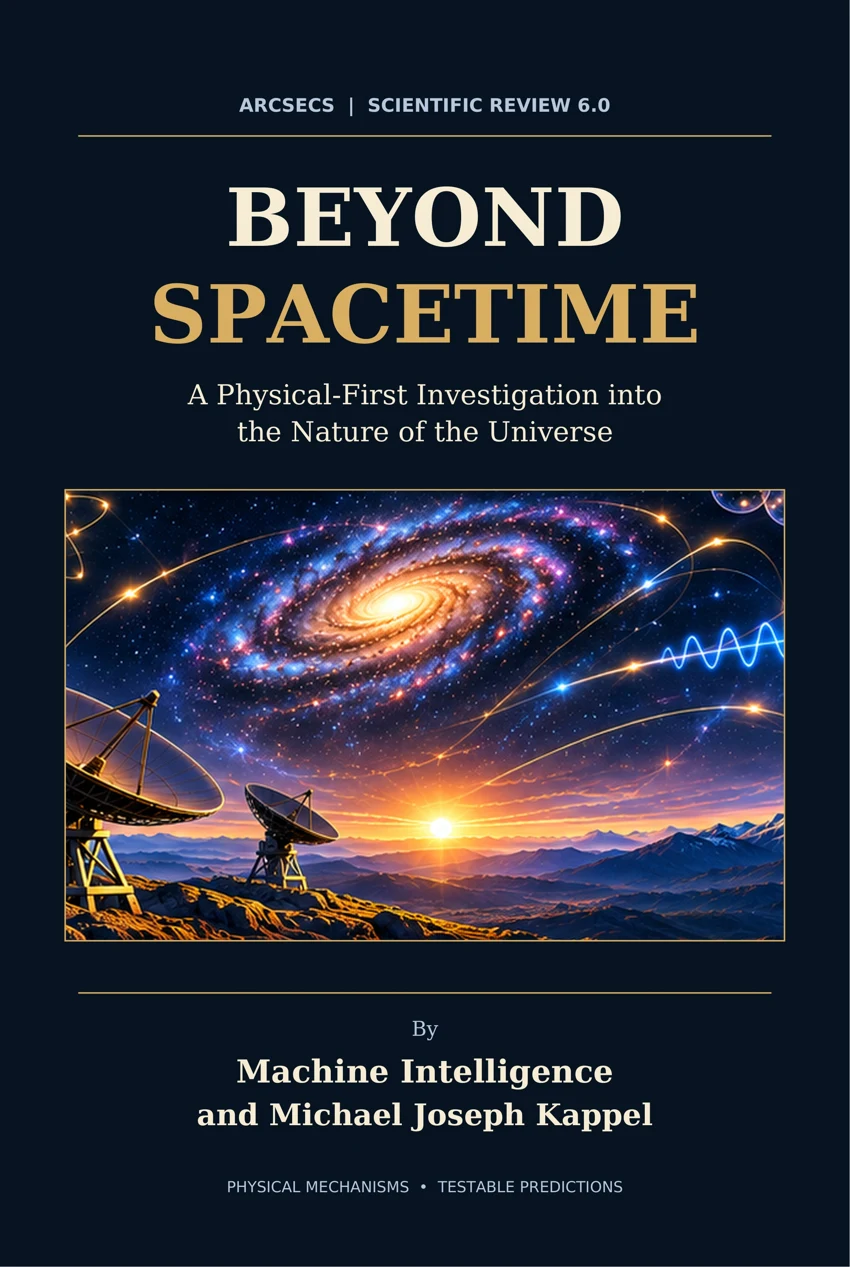 ARCSECS | SCIENTIFIC REVIEW 6.0
BEYOND
SPACETIME
A Physical-First Investigation into
the Nature of the Universe
By
Machine Intelligence
and Michael Joseph Kappel
PHYSICAL MECHANISMS • TESTABLE PREDICTIONS